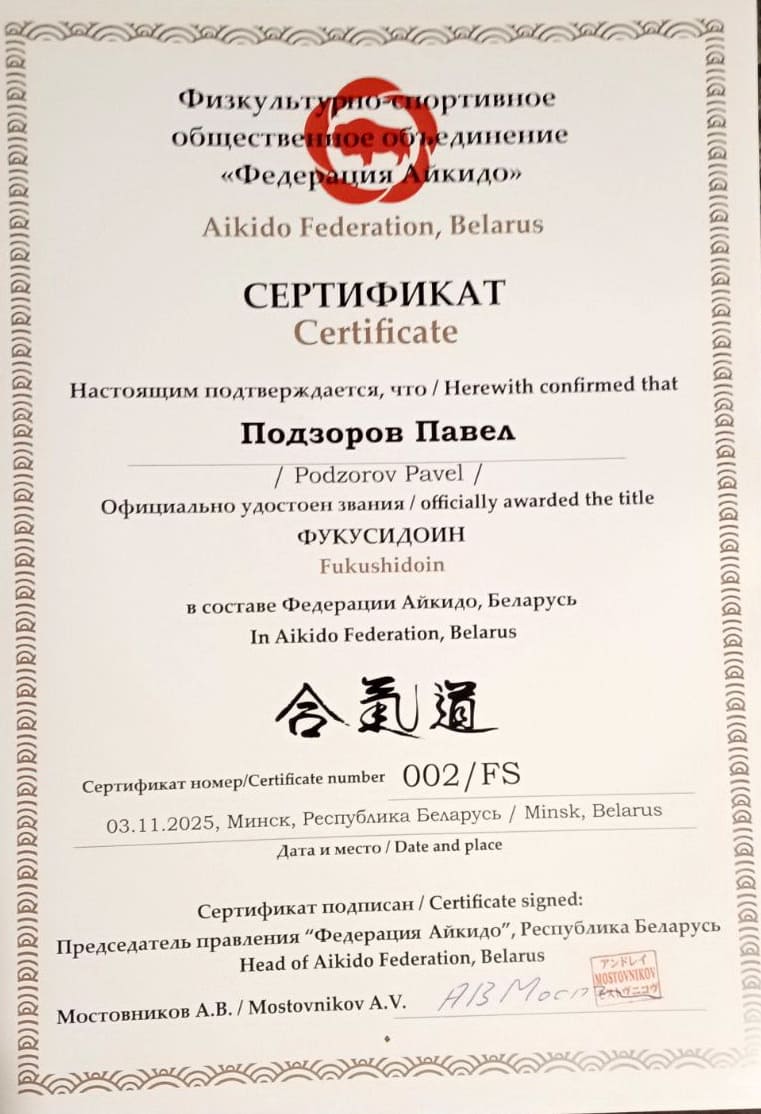 Физкультурно-спортивное
общественное объединение
«Федерация Айкидо»
Aikido Federation, Belarus
СЕРТИФИКАТ
Certificate
Настоящим подтверждается, что / Herewith confirmed that
Подзоров Павел
/ Podzorov Pavel /
Официально удостоен звания / officially awarded the title
ФУКУСИДОИН
Fukushidoin
в составе Федерации Айкидо, Беларусь
In Aikido Federation, Belarus
合氣道
Сертификат номер/Certificate number 002/FS
03.11.2025, Минск, Республика Беларусь / Minsk, Belarus
Дата и место / Date and place
Сертификат подписан / Certificate signed:
Председатель правления “Федерация Айкидо”, Республика Беларусь
Head of Aikido Federation, Belarus
アンドレイ
MOSTOVNIKOV
Мостовников А.В. / Mostovnikov A.V. АВ Мост